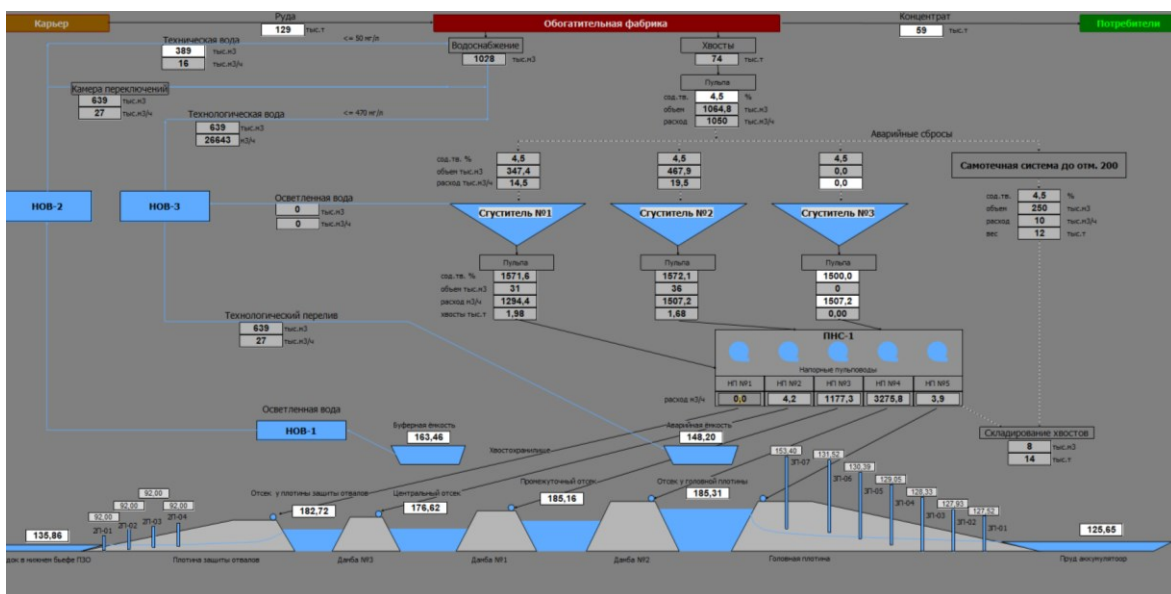 Карьер
Руда
129 тыс.т
Обогатительная фабрика
Концентрат
59 тыс.т
Потребители
Техническая вода
389 тыс.м3
16 тыс.м3/ч
<= 50 мг/л
Водоснабжение
1028 тыс.м3
Хвосты
74 тыс.т
Камера переключений
639 тыс.м3
27 тыс.м3/ч
Пульпа
сод.тв. 4,5 %
объем 1064,8 тыс.м3
расход 1050 тыс.м3/ч
Технологическая вода
<= 470 мг/л
639 тыс.м3
26643 м3/ч
Аварийные сбросы
сод.тв. % 4,5 4,5 4,5
объем тыс.м3 347,4 467,9 0,0
расход тыс.м3/ч 14,5 19,5 0,0
Самотечная система до отм. 200
сод.тв. 4,5 %
объем 250 тыс.м3
расход 10 тыс.м3/ч
вес 12 тыс.т
НОВ-2
НОВ-3
Осветленная вода
0 тыс.м3
0 тыс.м3/ч
Сгуститель №1
Сгуститель №2
Сгуститель №3
Пульпа Пульпа Пульпа
сод.тв. % 1571,6 1572,1 1500,0
объем тыс.м3 31 36 0
расход м3/ч 1294,4 1507,2 1507,2
хвосты тыс.т 1,98 1,68 0,00
Технологический перелив
639 тыс.м3
27 тыс.м3/ч
ПНС-1
Напорные пульповоды
НП №1 НП №2 НП №3 НП №4 НП №5
расход м3/ч 0,0 4,2 1177,3 3275,8 3,9
Осветленная вода
НОВ-1
Буферная ёмкость
163,46
Аварийная ёмкость
148,20
Складирование хвостов
8 тыс.м3
14 тыс.т
Хвостохранилище
Отсек у плотины защиты отвалов
182,72
Центральный отсек
176,62
Промежуточный отсек
185,16
Отсек у головной плотины
185,31
92,00 92,00 92,00 92,00
ЗП-01 ЗП-02 ЗП-03 ЗП-04
153,40 131,52 130,39 129,05 128,33 127,93 127,52
ЗП-07 ЗП-06 ЗП-05 ЗП-04 ЗП-03 ЗП-02 ЗП-01
135,86
125,65
док в нижнем бьефе ПЗО
Плотина защиты отвалов
Данба №3
Данба №1
Данба №2
Головная плотина
Пруд аккумулятоор